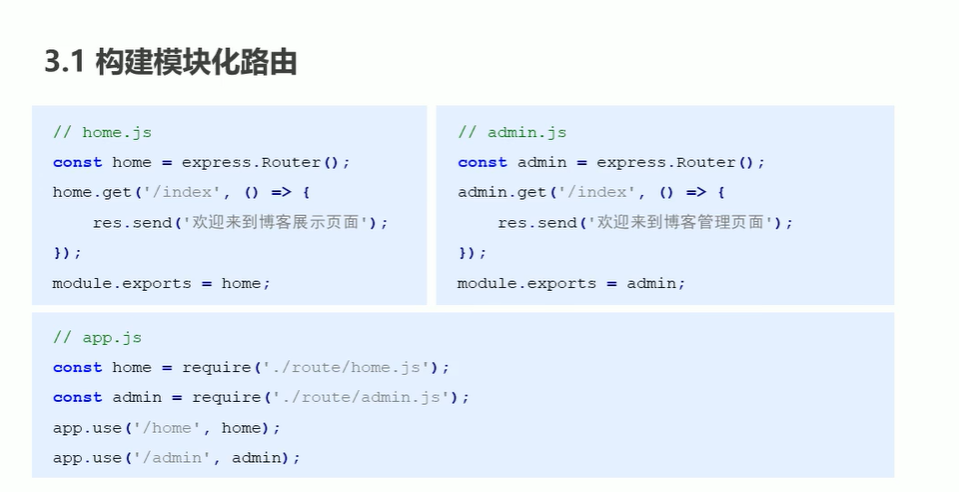 3.1 构建模块化路由
// home.js
const home = express.Router();
home.get('/index', () => {
    res.send('欢迎来到博客展示页面');
});
module.exports = home;
// admin.js
const admin = express.Router();
admin.get('/index', () => {
    res.send('欢迎来到博客管理页面');
});
module.exports = admin;
// app.js
const home = require('./route/home.js');
const admin = require('./route/admin.js');
app.use('/home', home);
app.use('/admin', admin);